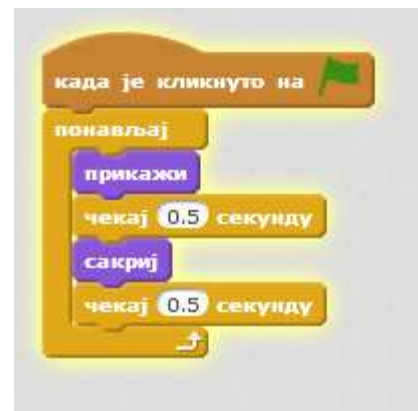 када је кликнуто на
понављај
прикажи
чекај 0.5 секунду
сакриј
чекај 0.5 секунду